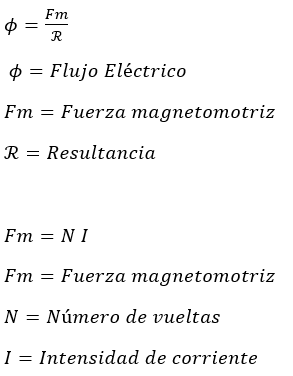 ϕ = Fm/ℛ
ϕ = Flujo Eléctrico
Fm = Fuerza magnetomotriz
ℛ = Resultancia
Fm = N I
Fm = Fuerza magnetomotriz
N = Número de vueltas
I = Intensidad de corriente